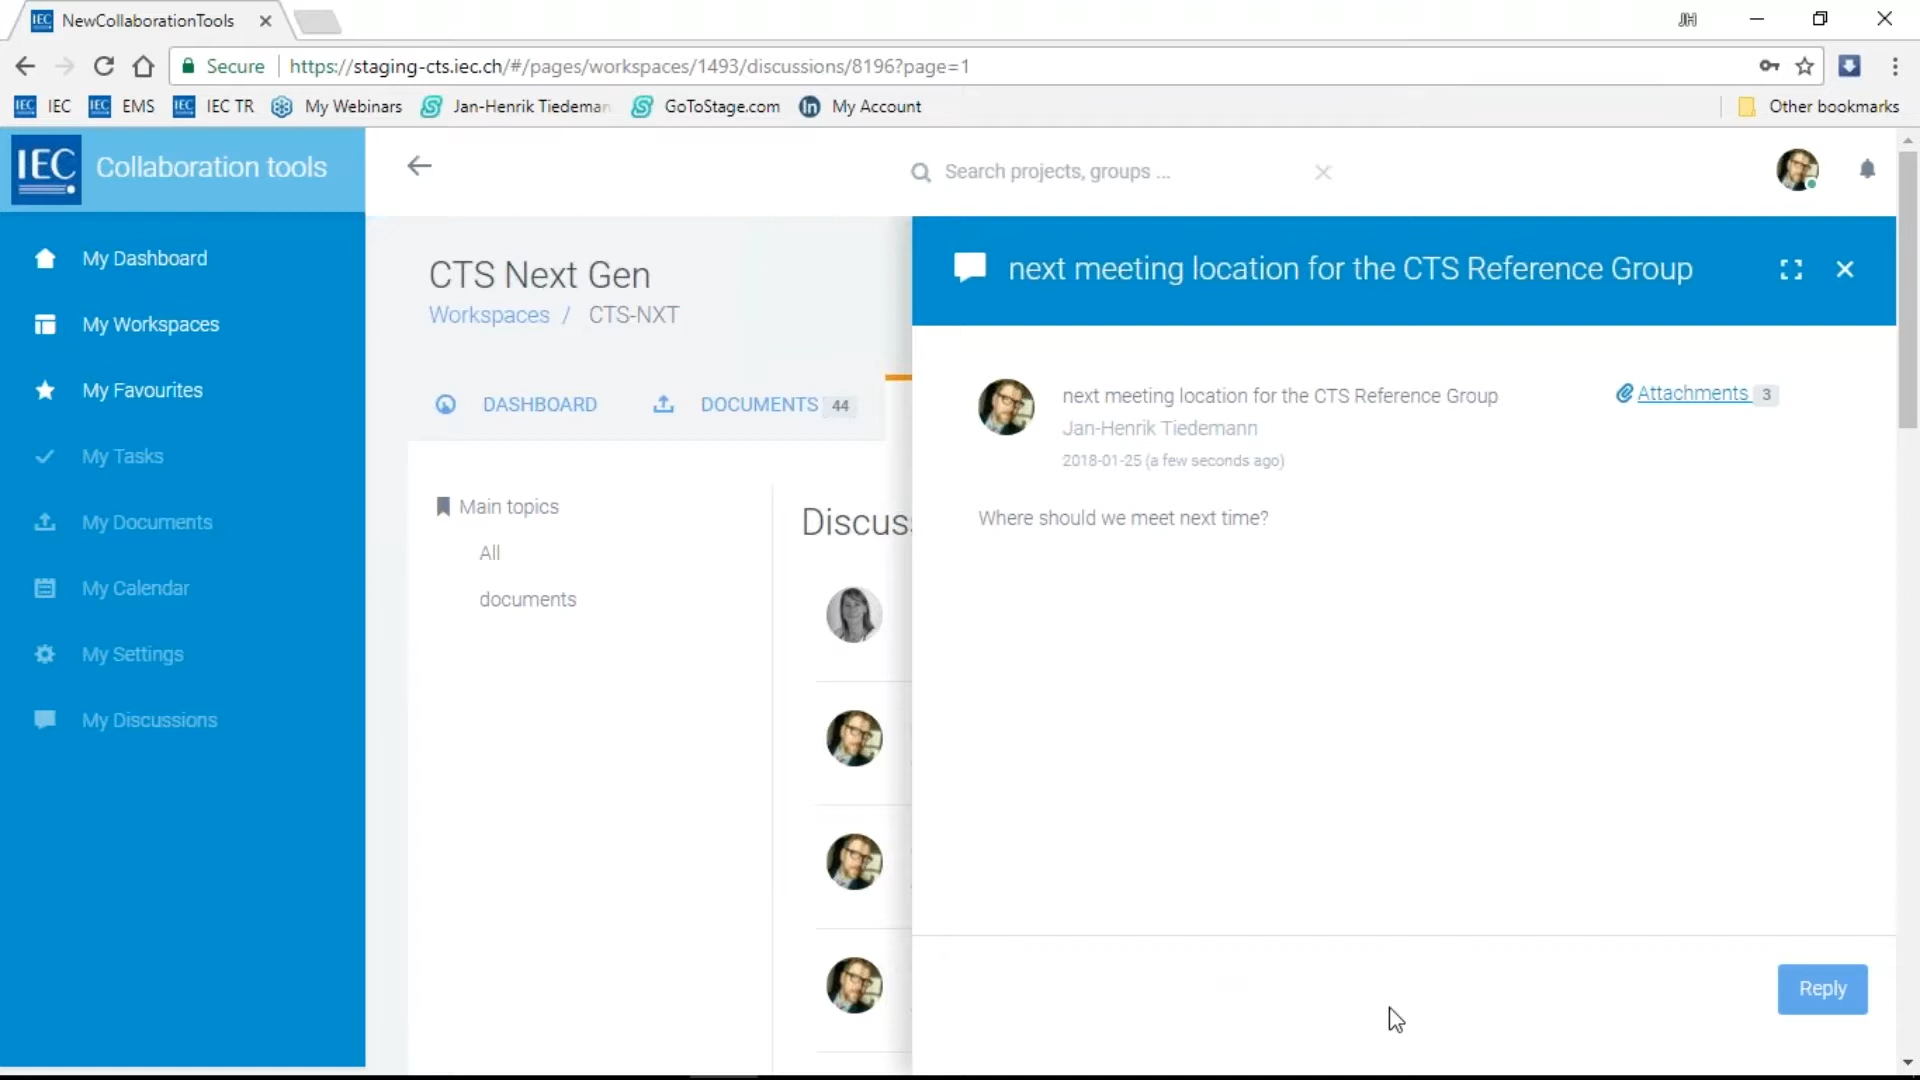 IEC NewCollaborationTools
JH
Secure https://staging-cts.iec.ch/#/pages/workspaces/1493/discussions/8196?page=1
IEC IEC IEC EMS IEC IEC TR My Webinars Jan-Henrik Tiedeman GoToStage.com My Account Other bookmarks
IEC Collaboration tools
Search projects, groups ...
My Dashboard
My Workspaces
My Favourites
My Tasks
My Documents
My Calendar
My Settings
My Discussions
CTS Next Gen
Workspaces / CTS-NXT
DASHBOARD DOCUMENTS 44
Main topics
All
documents
Discus
next meeting location for the CTS Reference Group
next meeting location for the CTS Reference Group
Attachments 3
Jan-Henrik Tiedemann
2018-01-25 (a few seconds ago)
Where should we meet next time?
Reply